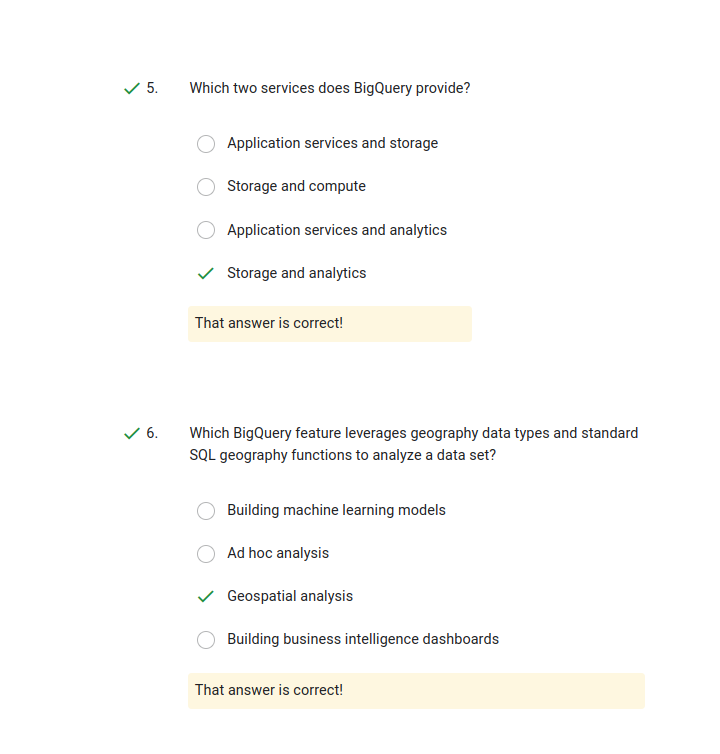 5. Which two services does BigQuery provide?
Application services and storage
Storage and compute
Application services and analytics
Storage and analytics
That answer is correct!
6. Which BigQuery feature leverages geography data types and standard
SQL geography functions to analyze a data set?
Building machine learning models
Ad hoc analysis
Geospatial analysis
Building business intelligence dashboards
That answer is correct!